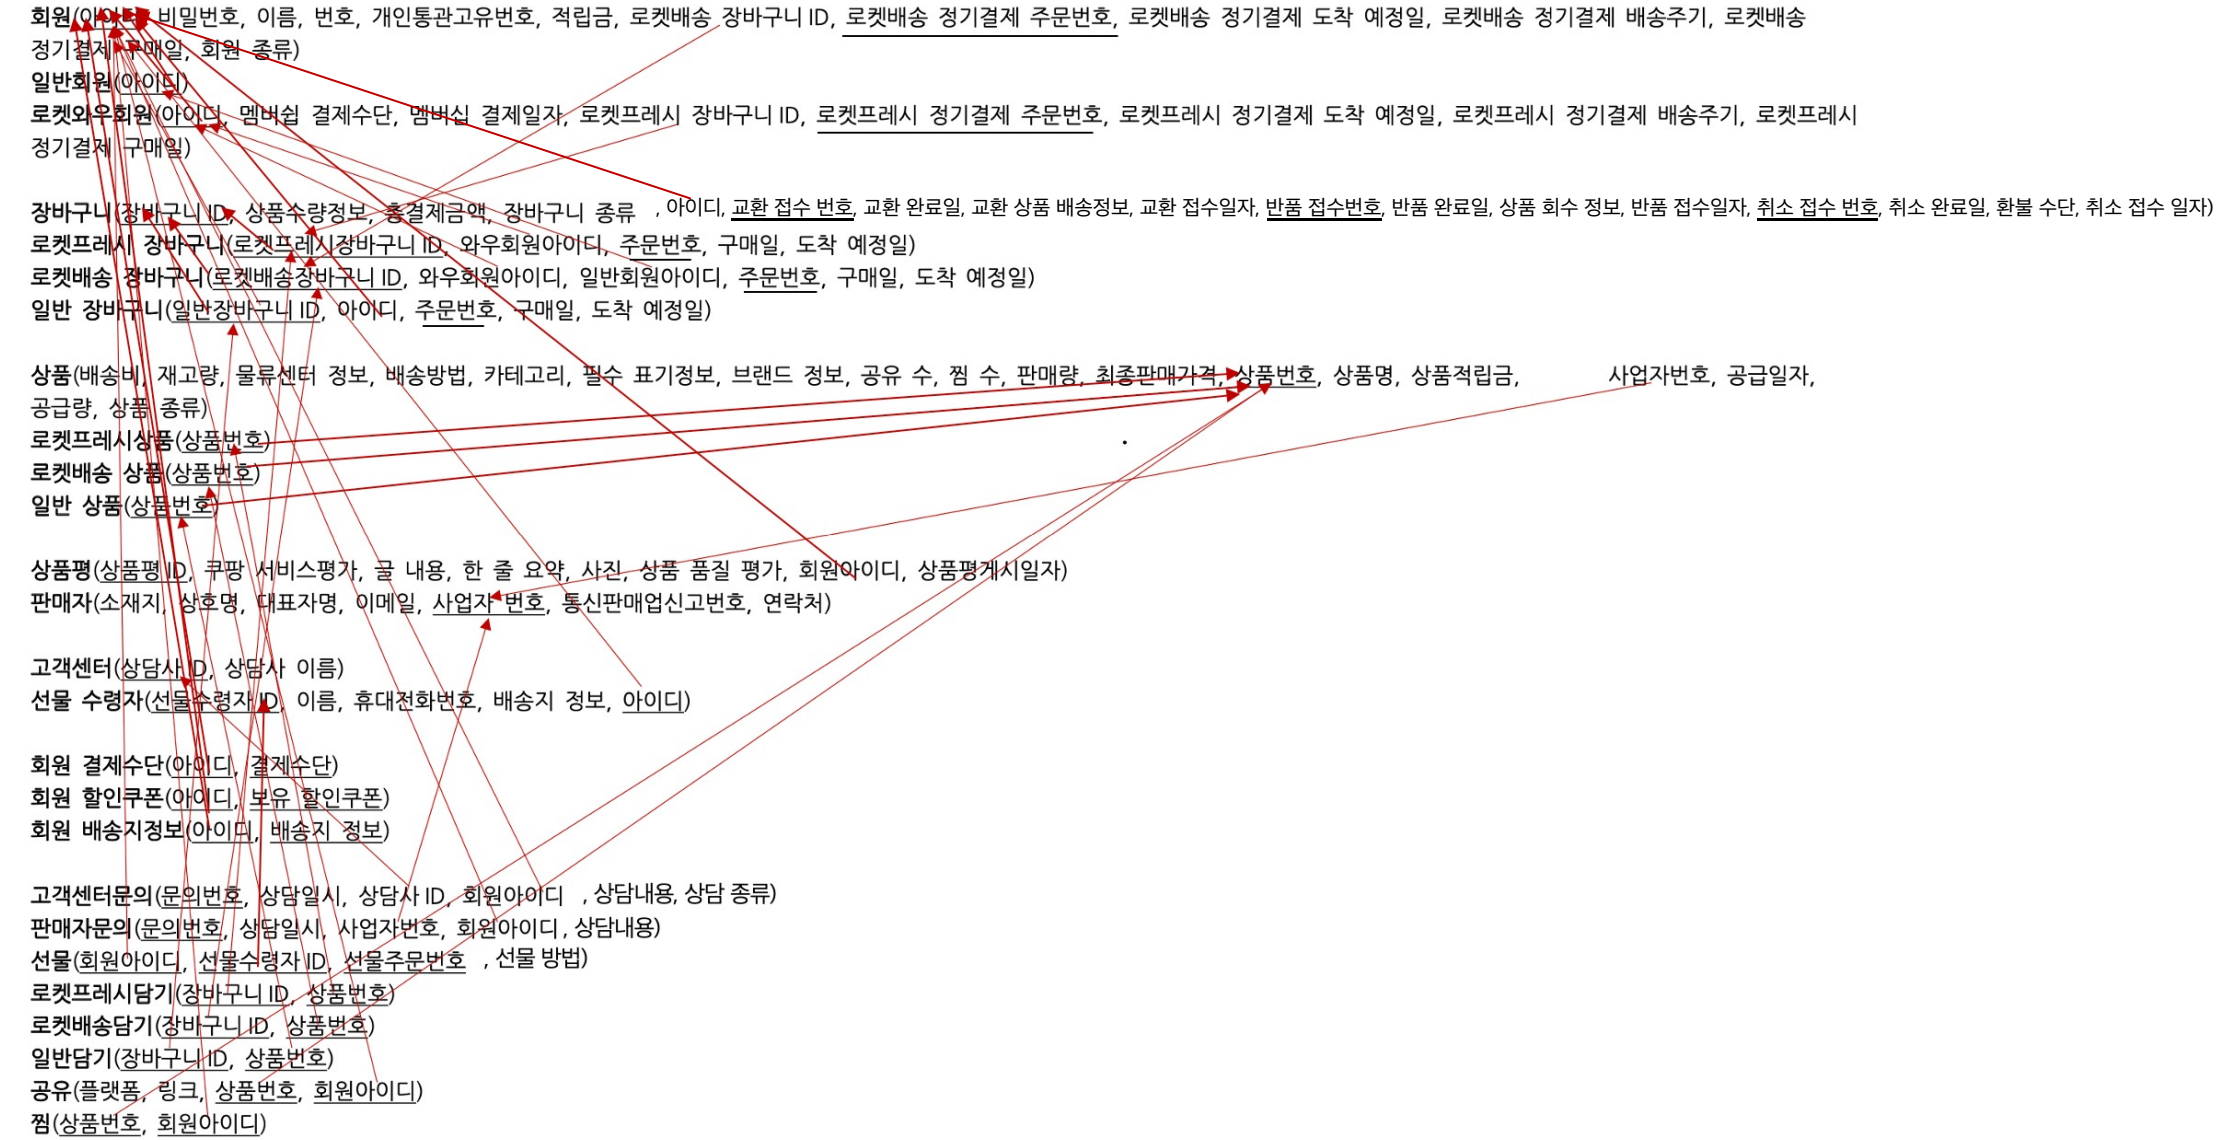 회원(아이디, 비밀번호, 이름, 번호, 개인통관고유번호, 적립금, 로켓배송 장바구니 ID, 로켓배송 정기결제 주문번호, 로켓배송 정기결제 도착 예정일, 로켓배송 정기결제 배송주기, 로켓배송
정기결제 구매일, 회원 종류)
일반회원(아이디)
로켓와우회원(아이디, 멤버쉽 결제수단, 멤버십 결제일자, 로켓프레시 장바구니 ID, 로켓프레시 정기결제 주문번호, 로켓프레시 정기결제 도착 예정일, 로켓프레시 정기결제 배송주기, 로켓프레시
정기결제 구매일)
장바구니(장바구니 ID, 상품수량정보, 총결제금액, 장바구니 종류 , 아이디, 교환 접수 번호, 교환 완료일, 교환 상품 배송정보, 교환 접수일자, 반품 접수번호, 반품 완료일, 상품 회수 정보, 반품 접수일자, 취소 접수 번호, 취소 완료일, 환불 수단, 취소 접수 일자)
로켓프레시 장바구니(로켓프레시장바구니 ID, 와우회원아이디, 주문번호, 구매일, 도착 예정일)
로켓배송 장바구니(로켓배송장바구니 ID, 와우회원아이디, 일반회원아이디, 주문번호, 구매일, 도착 예정일)
일반 장바구니(일반장바구니 ID, 아이디, 주문번호, 구매일, 도착 예정일)
상품(배송비, 재고량, 물류센터 정보, 배송방법, 카테고리, 필수 표기정보, 브랜드 정보, 공유 수, 찜 수, 판매량, 최종판매가격, 상품번호, 상품명, 상품적립금, 사업자번호, 공급일자,
공급량, 상품 종류)
로켓프레시상품(상품번호)
로켓배송 상품(상품번호)
일반 상품(상품번호)
상품평(상품평 ID, 쿠팡 서비스평가, 글 내용, 한 줄 요약, 사진, 상품 품질 평가, 회원아이디, 상품평게시일자)
판매자(소재지, 상호명, 대표자명, 이메일, 사업자 번호, 통신판매업신고번호, 연락처)
고객센터(상담사 ID, 상담사 이름)
선물 수령자(선물수령자 ID, 이름, 휴대전화번호, 배송지 정보, 아이디)
회원 결제수단(아이디, 결제수단)
회원 할인쿠폰(아이디, 보유 할인쿠폰)
회원 배송지정보(아이디, 배송지 정보)
고객센터문의(문의번호, 상담일시, 상담사 ID, 회원아이디 , 상담내용, 상담 종류)
판매자문의(문의번호, 상담일시, 사업자번호, 회원아이디 , 상담내용)
선물(회원아이디, 선물수령자 ID, 선물주문번호 , 선물 방법)
로켓프레시담기(장바구니 ID, 상품번호)
로켓배송담기(장바구니 ID, 상품번호)
일반담기(장바구니 ID, 상품번호)
공유(플랫폼, 링크, 상품번호, 회원아이디)
찜(상품번호, 회원아이디)